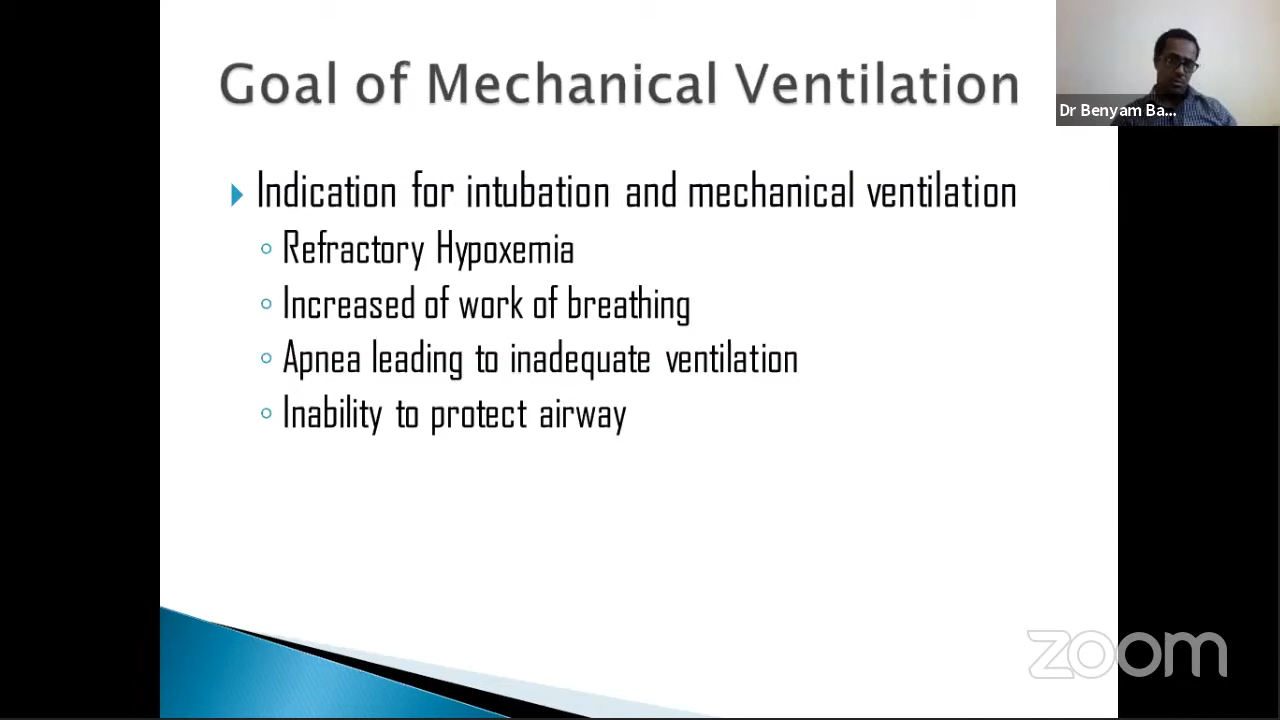 Goal of Mechanical Ventilation
Dr Benyam Ba...
Indication for intubation and mechanical ventilation
Refractory Hypoxemia
Increased of work of breathing
Apnea leading to inadequate ventilation
Inability to protect airway
zoom